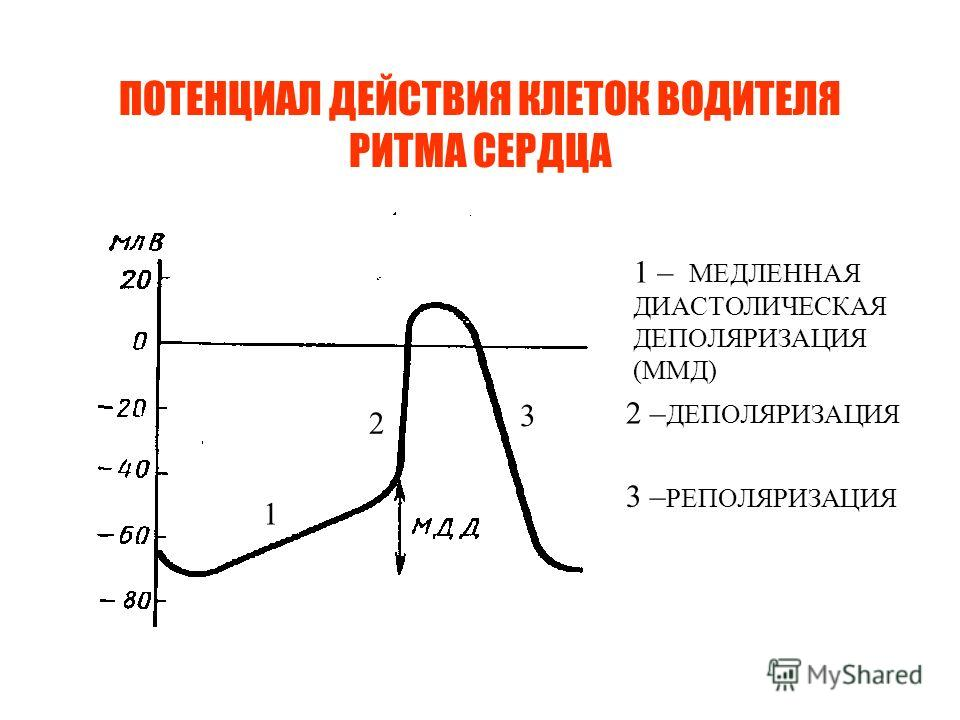 ПОТЕНЦИАЛ ДЕЙСТВИЯ КЛЕТОК ВОДИТЕЛЯ
РИТМА СЕРДЦА
МЛВ
20
0
-20
-40
-60
-80
1
2
3
МДД
1 – МЕДЛЕННАЯ
ДИАСТОЛИЧЕСКАЯ
ДЕПОЛЯРИЗАЦИЯ
(ММД)
2 –ДЕПОЛЯРИЗАЦИЯ
3 –РЕПОЛЯРИЗАЦИЯ
MyShared